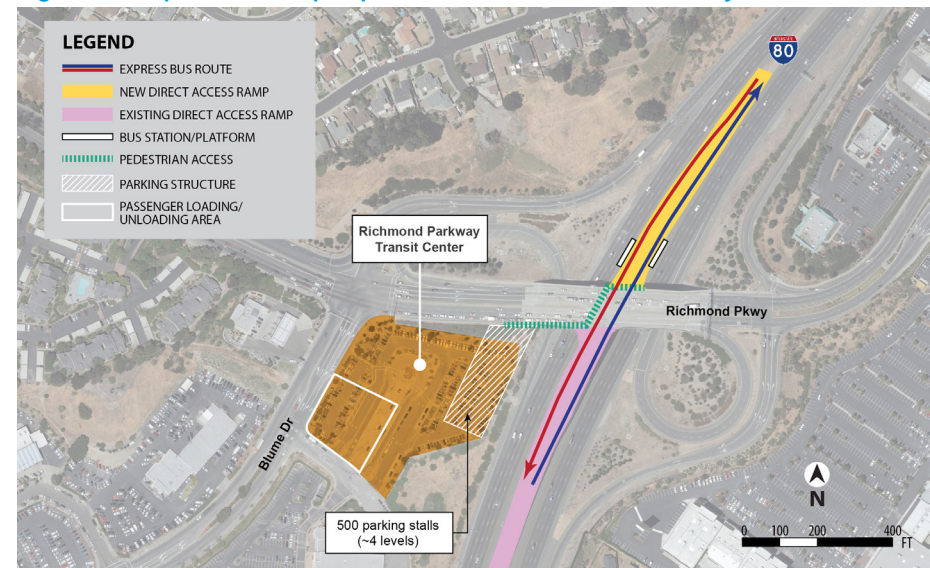 LEGEND
EXPRESS BUS ROUTE
NEW DIRECT ACCESS RAMP
EXISTING DIRECT ACCESS RAMP
BUS STATION/PLATFORM
PEDESTRIAN ACCESS
PARKING STRUCTURE
PASSENGER LOADING/
UNLOADING AREA
INTERSTATE
80
Richmond Parkway
Transit Center
Richmond Pkwy
Blume Dr
500 parking stalls
(~4 levels)
N
0 100 200 400
FT